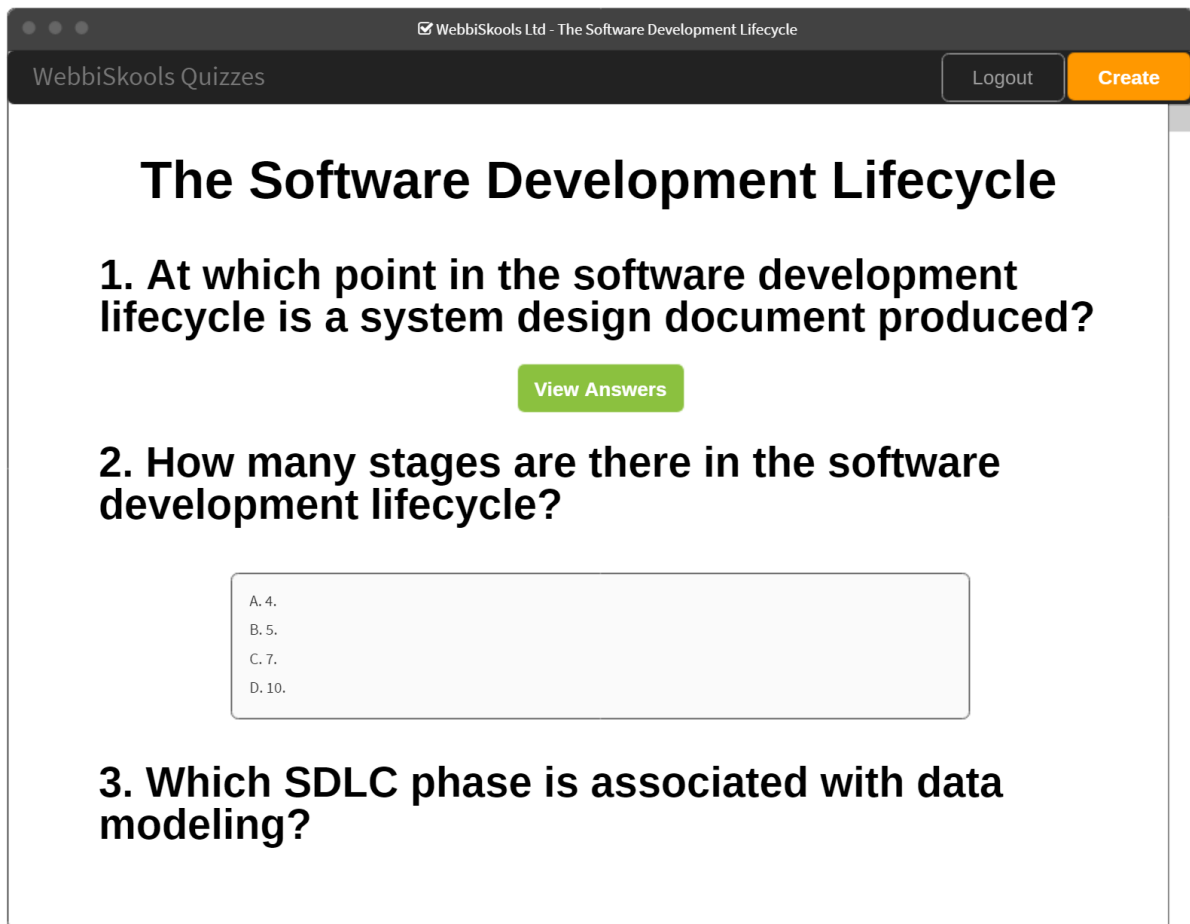 WebbiSkools Ltd - The Software Development Lifecycle
WebbiSkools Quizzes
Logout
Create
The Software Development Lifecycle
1. At which point in the software development
lifecycle is a system design document produced?
View Answers
2. How many stages are there in the software
development lifecycle?
A. 4.
B. 5.
C. 7.
D. 10.
3. Which SDLC phase is associated with data
modeling?